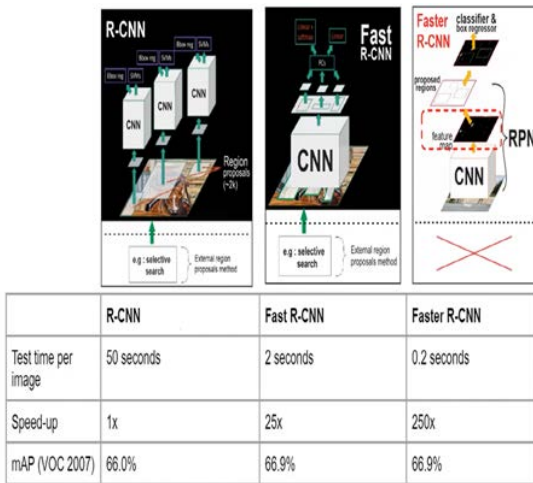 R-CNN
Bbox reg SVMs
Bbox reg SVMs
Bbox reg SVMs
CNN
CNN
CNN
Region
proposals
(~2k)
e.g : selective
search
External region
proposals method
Fast
R-CNN
Linear +
softmax
Linear
FCs
CNN
e.g : selective
search
External region
proposals method
Faster
R-CNN
classifier &
box regressor
proposed
regions
feature
map
RPN
CNN
R-CNN Fast R-CNN Faster R-CNN
Test time per
image 50 seconds 2 seconds 0.2 seconds
Speed-up 1x 25x 250x
mAP (VOC 2007) 66.0% 66.9% 66.9%